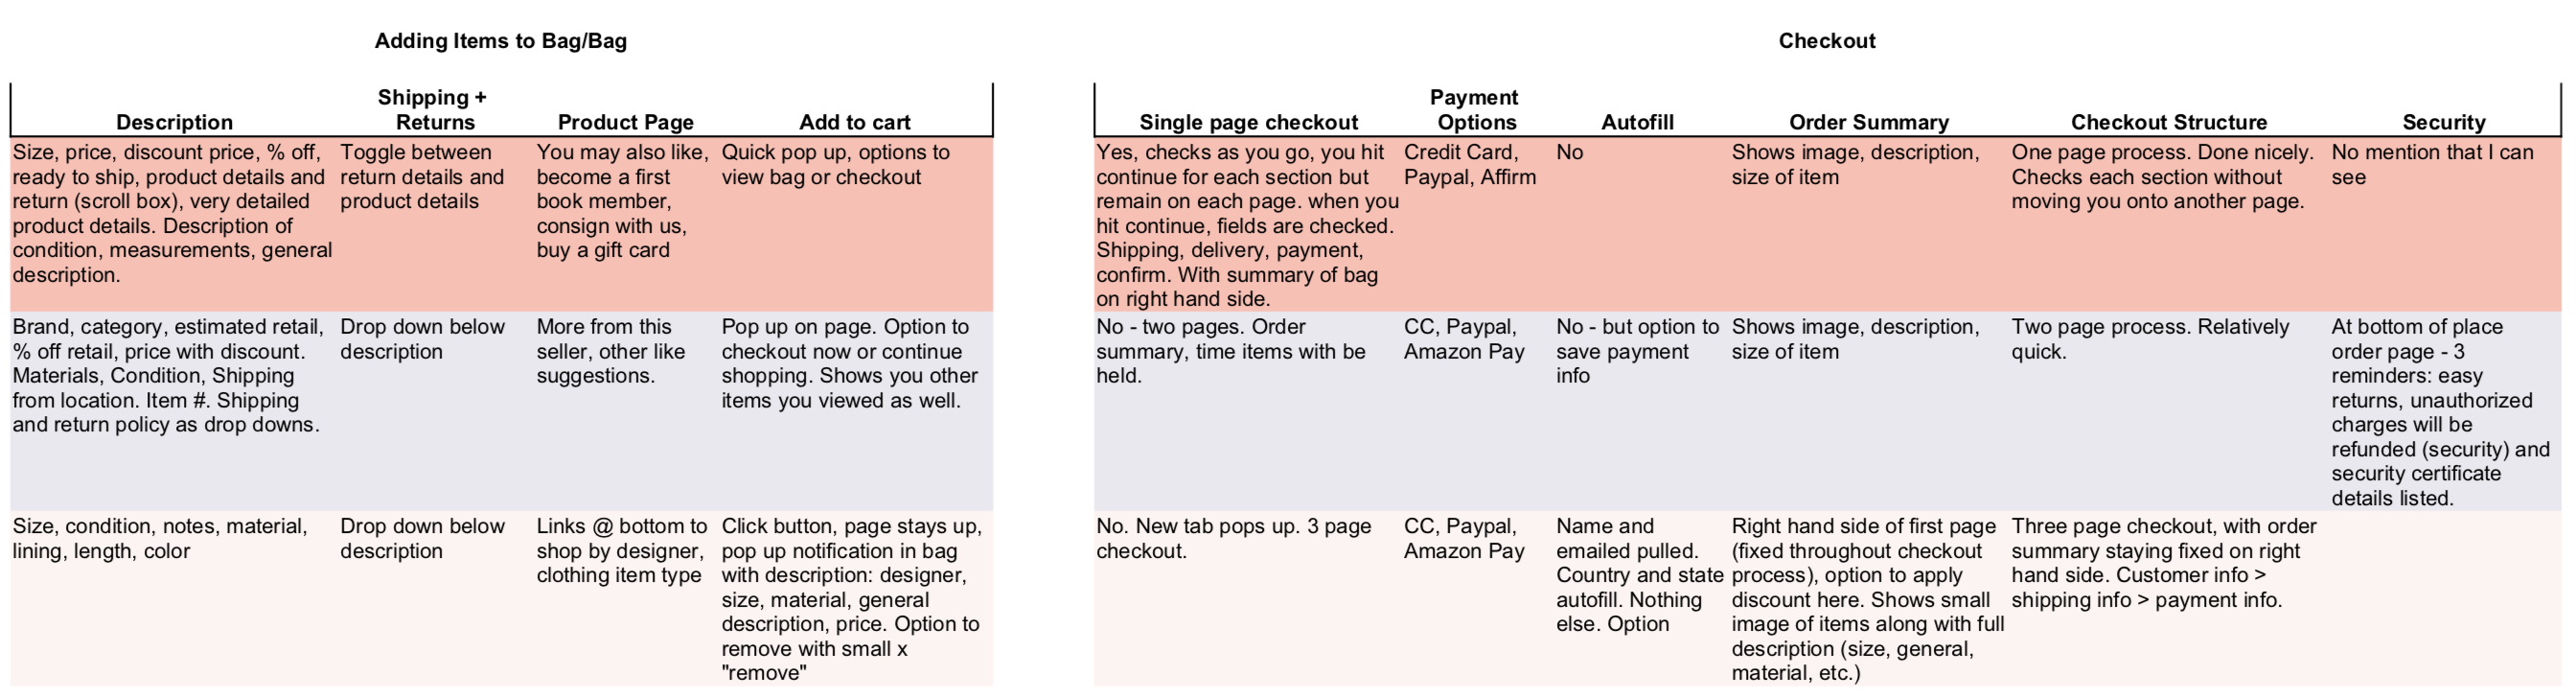 Adding Items to Bag/Bag
Checkout
Description
Shipping +
Returns
Product Page
Add to cart
Single page checkout
Payment
Options
Autofill
Order Summary
Checkout Structure
Security
Size, price, discount price, % off,
ready to ship, product details and
return (scroll box), very detailed
product details. Description of
condition, measurements, general
description.
Toggle between
return details and
product details
You may also like,
become a first
book member,
consign with us,
buy a gift card
Quick pop up, options to
view bag or checkout
Yes, checks as you go, you hit
continue for each section but
remain on each page. when you
hit continue, fields are checked.
Shipping, delivery, payment,
confirm. With summary of bag
on right hand side.
Credit Card,
Paypal, Affirm
No
Shows image, description,
size of item
One page process. Done nicely.
Checks each section without
moving you onto another page.
No mention that I can
see
Brand, category, estimated retail,
% off retail, price with discount.
Materials, Condition, Shipping
from location. Item #. Shipping
and return policy as drop downs.
Drop down below
description
More from this
seller, other like
suggestions.
Pop up on page. Option to
checkout now or continue
shopping. Shows you other
items you viewed as well.
No - two pages. Order
summary, time items with be
held.
CC, Paypal,
Amazon Pay
No - but option to
save payment
info
Shows image, description,
size of item
Two page process. Relatively
quick.
At bottom of place
order page - 3
reminders: easy
returns, unauthorized
charges will be
refunded (security) and
security certificate
details listed.
Size, condition, notes, material,
lining, length, color
Drop down below
description
Links @ bottom to
shop by designer,
clothing item type
Click button, page stays up,
pop up notification in bag
with description: designer,
size, material, general
description, price. Option to
remove with small x
"remove"
No. New tab pops up. 3 page
checkout.
CC, Paypal,
Amazon Pay
Name and
emailed pulled.
Country and state
autofill. Nothing
else. Option
Right hand side of first page
(fixed throughout checkout
process), option to apply
discount here. Shows small
image of items along with full
description (size, general,
material, etc.)
Three page checkout, with order
summary staying fixed on right
hand side. Customer info >
shipping info > payment info.